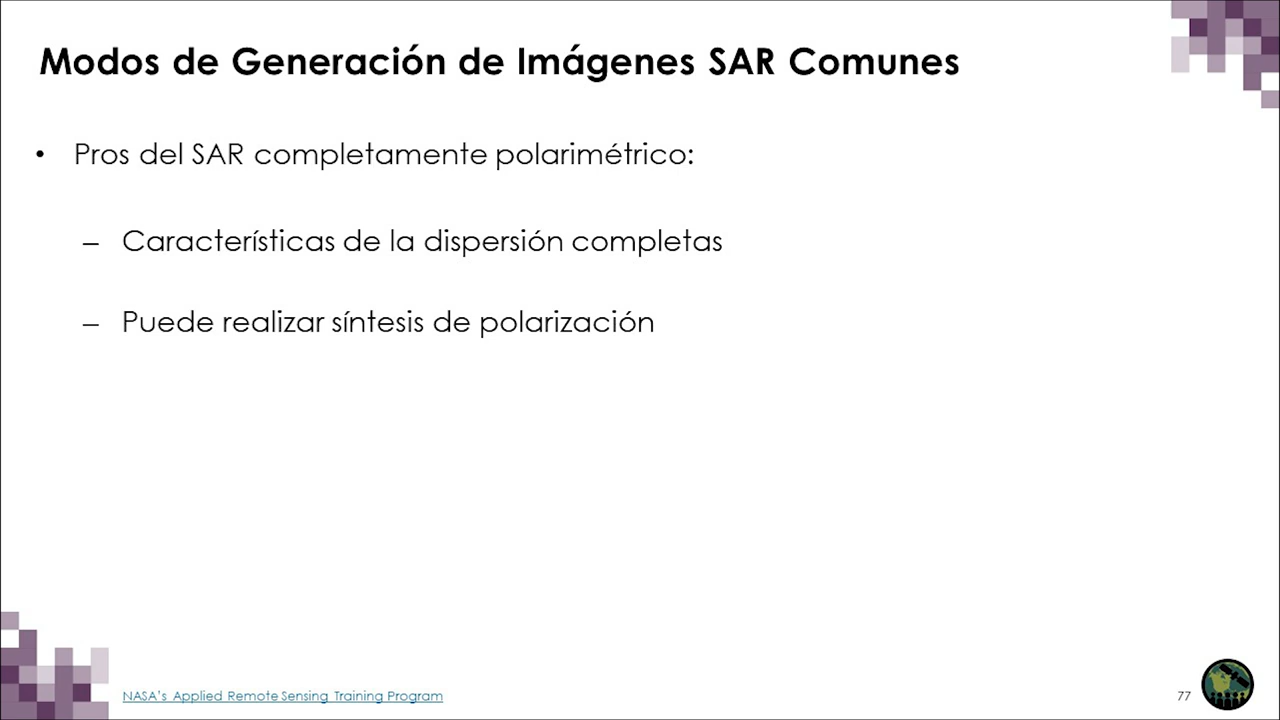 Modos de Generación de Imágenes SAR Comunes
• Pros del SAR completamente polarimétrico:
– Características de la dispersión completas
– Puede realizar síntesis de polarización
NASA's Applied Remote Sensing Training Program
77